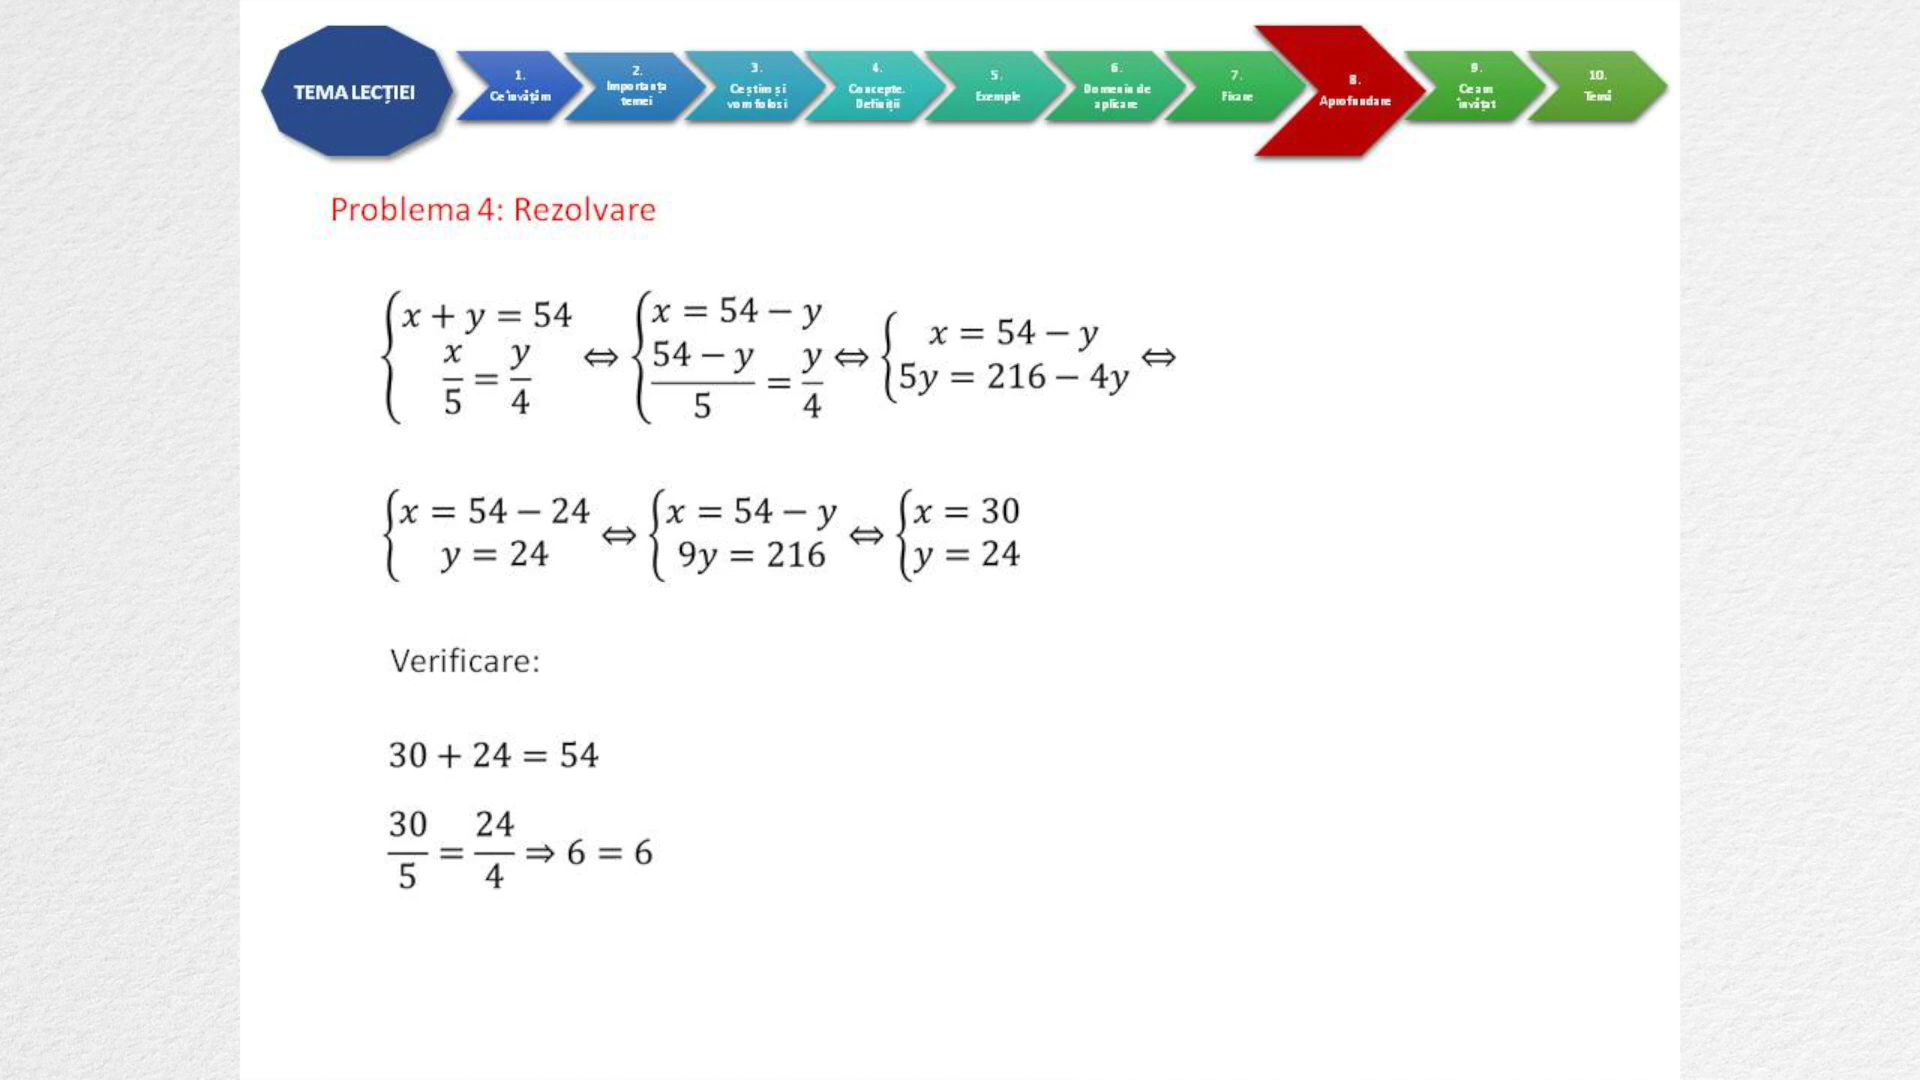 TEMA LECȚIEI
1.
Ce învățăm
2.
Importanța
temei
3.
Ce știm și
vom folosi
4.
Concepte.
Definiții
5.
Exemple
6.
Domeniu de
aplicare
7.
Fixare
8.
Aprofundare
9.
Ce am
învățat
10.
Temă
Problema 4: Rezolvare
{x + y = 54, x/5 = y/4 ⇔ {x = 54 − y, (54 − y)/5 = y/4 ⇔ {x = 54 − y, 5y = 216 − 4y ⇔
{x = 54 − 24, y = 24 ⇔ {x = 54 − y, 9y = 216 ⇔ {x = 30, y = 24
Verificare:
30 + 24 = 54
30/5 = 24/4 ⇒ 6 = 6